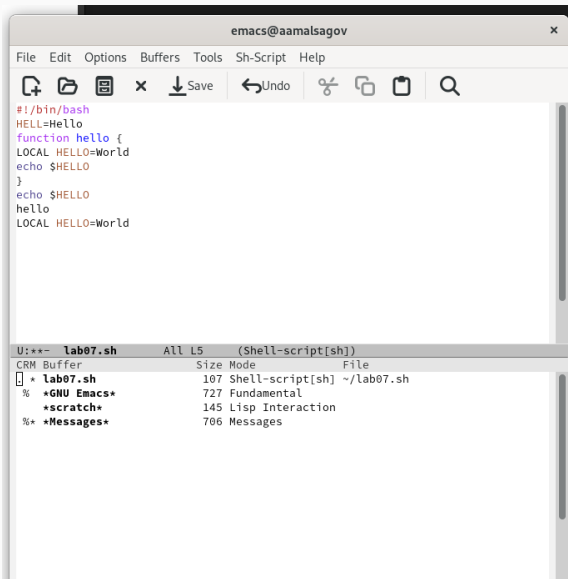 emacs@aamalsagov ×
File Edit Options Buffers Tools Sh-Script Help
Save Undo
#!/bin/bash
HELL=Hello
function hello {
LOCAL HELLO=World
echo $HELLO
}
echo $HELLO
hello
LOCAL HELLO=World
U:**-  lab07.sh       All L5     (Shell-script[sh])
CRM Buffer                Size Mode             File
. * lab07.sh               107 Shell-script[sh] ~/lab07.sh
 %  *GNU Emacs*            727 Fundamental
    *scratch*              145 Lisp Interaction
 %* *Messages*             706 Messages